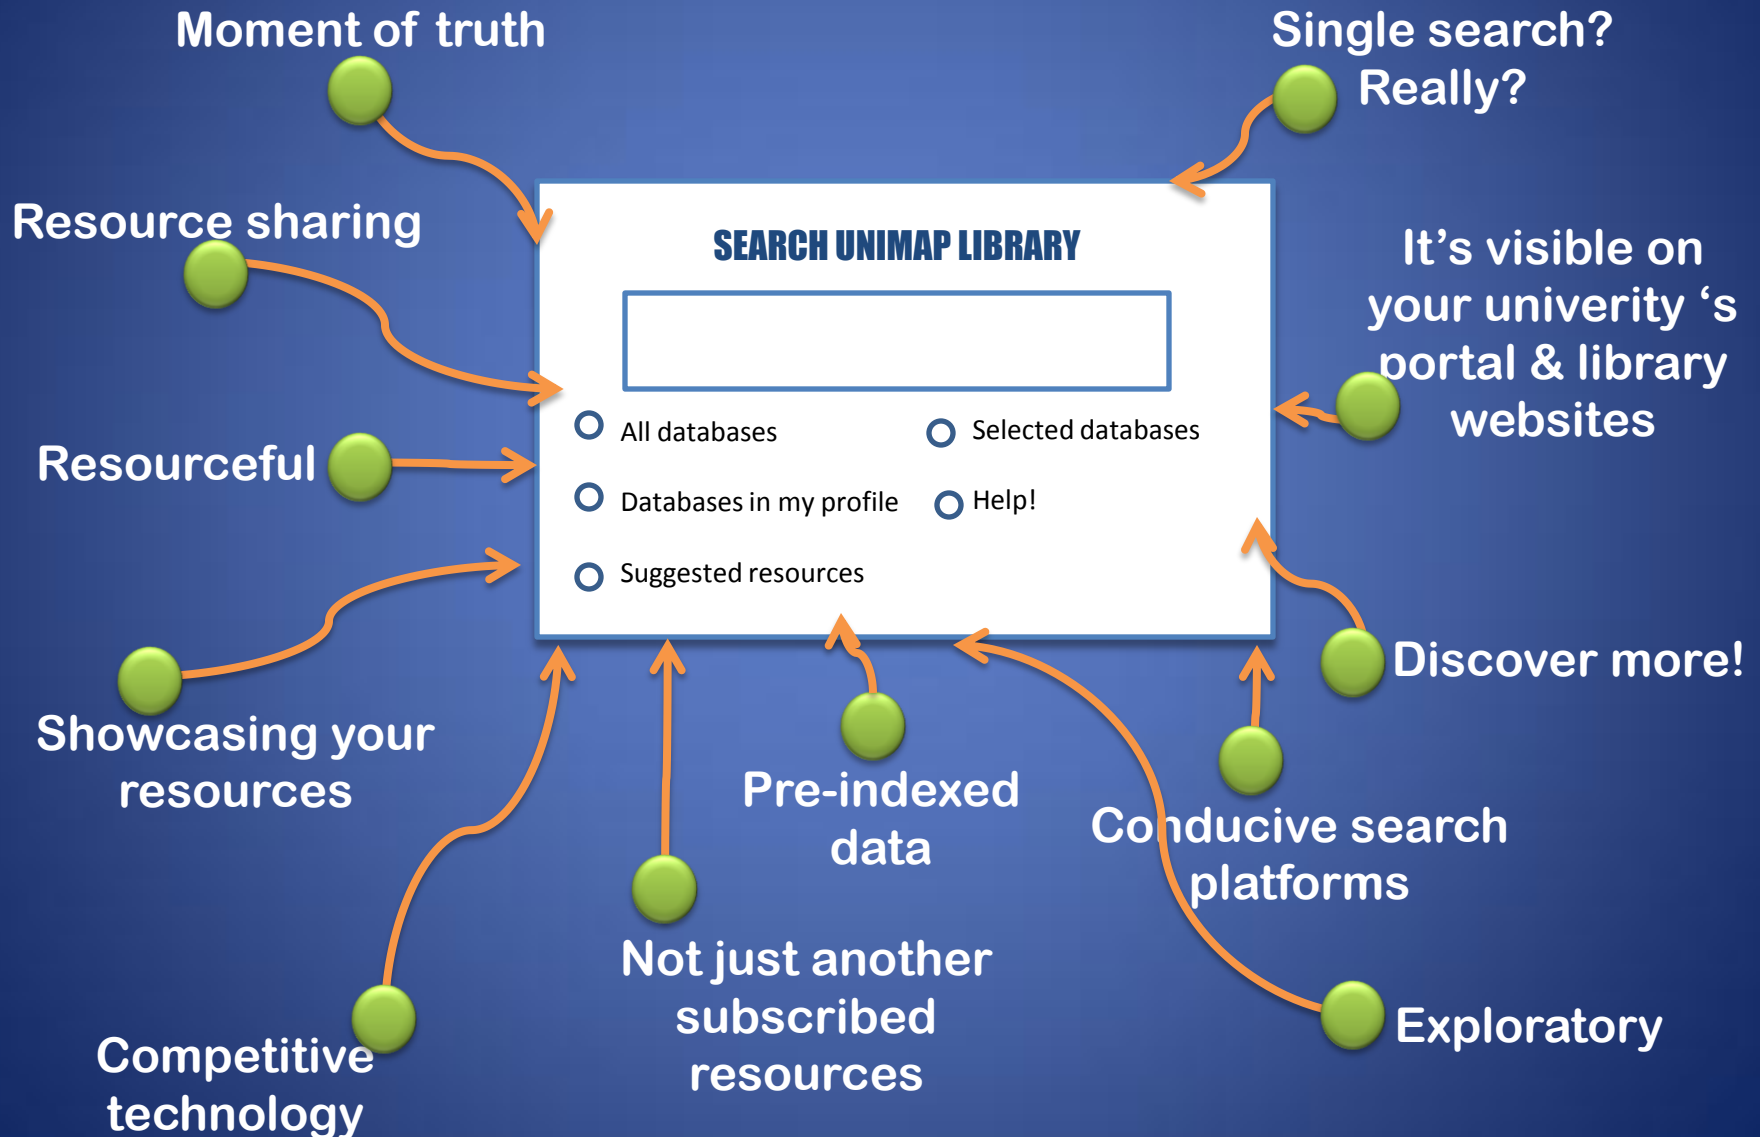 Moment of truth
Single search?
Really?
Resource sharing
SEARCH UNIMAP LIBRARY
It's visible on
your univerity ‘s
portal & library
websites
All databases
Selected databases
Resourceful
Databases in my profile
Help!
Suggested resources
Discover more!
Showcasing your
resources
Pre-indexed
data
Conducive search
platforms
Not just another
subscribed
resources
Exploratory
Competitive
technology